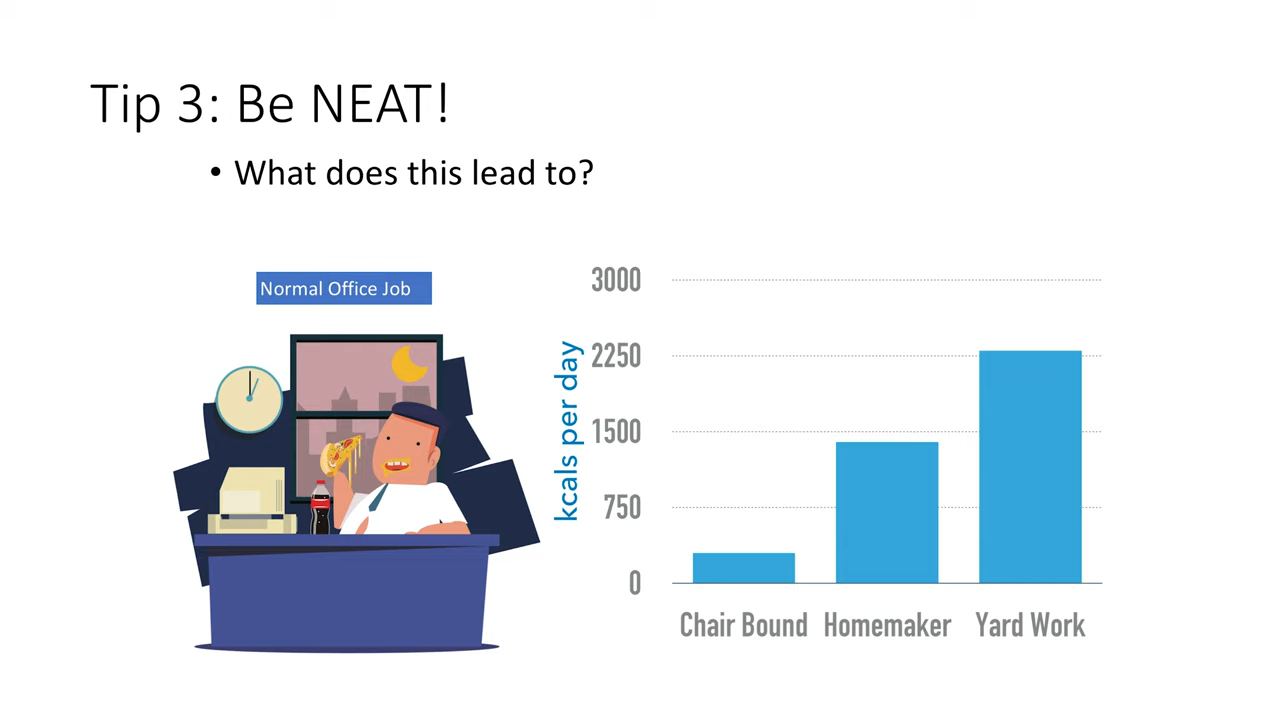 Tip 3: Be NEAT!
• What does this lead to?
Normal Office Job
kcals per day
3000
2250
1500
750
0
Chair Bound
Homemaker
Yard Work